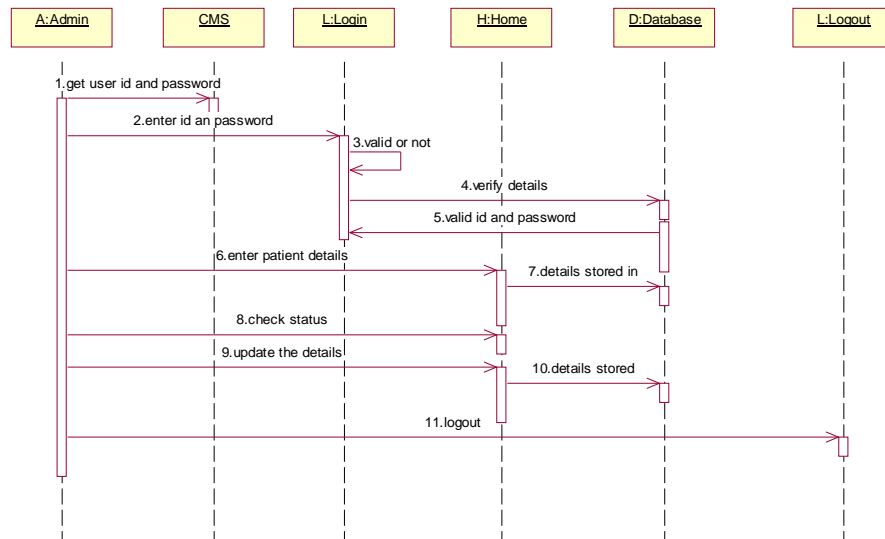 A:Admin
CMS
L:Login
H:Home
D:Database
L:Logout
1.get user id and password
2.enter id an password
3.valid or not
4.verify details
5.valid id and password
6.enter patient details
7.details stored in
8.check status
9.update the details
10.details stored
11.logout